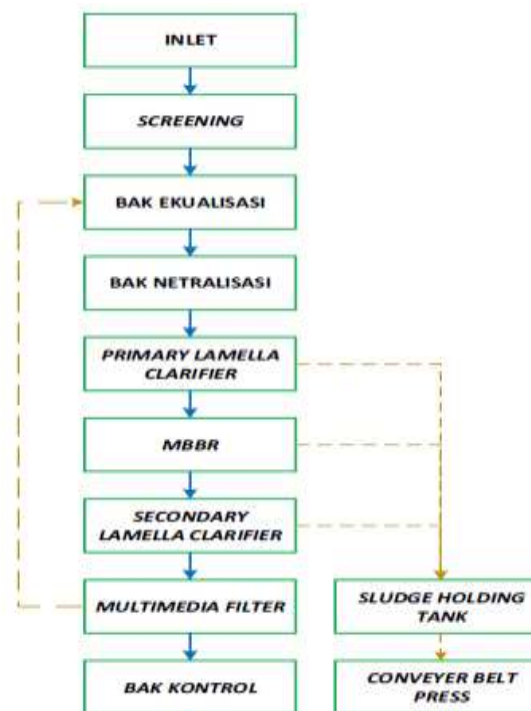 INLET
SCREENING
BAK EKUALISASI
BAK NETRALISASI
PRIMARY LAMELLA
CLARIFIER
MBBR
SECONDARY
LAMELLA CLARIFIER
MULTIMEDIA FILTER
SLUDGE HOLDING
TANK
BAK KONTROL
CONVEYER BELT
PRESS